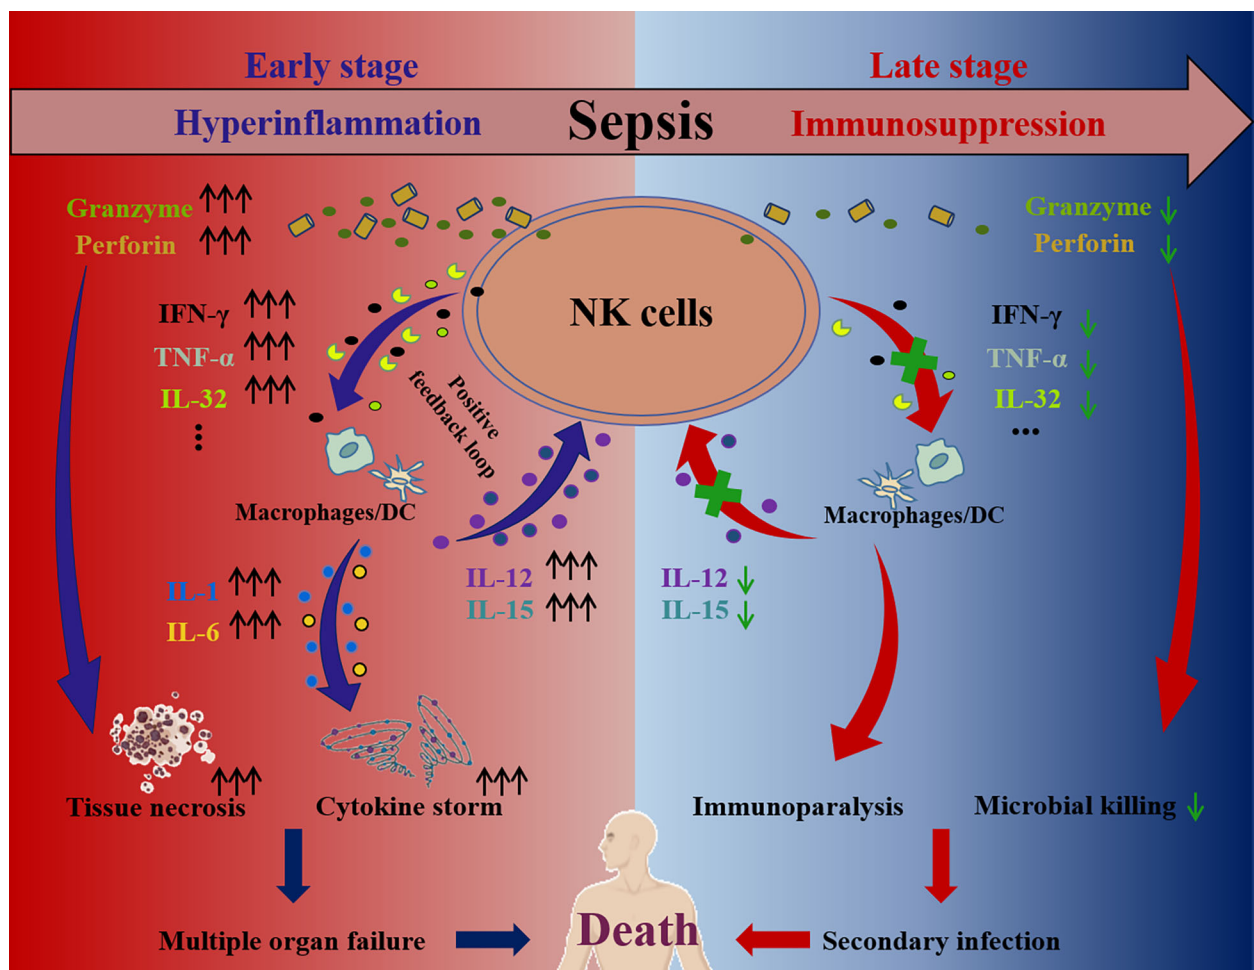 Early stage
Late stage
Hyperinflammation
Sepsis
Immunosuppression
Granzyme ↑↑↑
Perforin ↑↑↑
IFN-γ ↑↑↑
TNF-α ↑↑↑
IL-32 ↑↑↑
...
NK cells
Granzyme ↓
Perforin ↓
IFN-γ ↓
TNF-α ↓
IL-32 ↓
...
Positive
feedback loop
Macrophages/DC
Macrophages/DC
IL-1 ↑↑↑
IL-6 ↑↑↑
IL-12 ↑↑↑
IL-15 ↑↑↑
IL-12 ↓
IL-15 ↓
Tissue necrosis ↑↑↑
Cytokine storm ↑↑↑
Immunoparalysis
Microbial killing ↓
Multiple organ failure
Death
Secondary infection